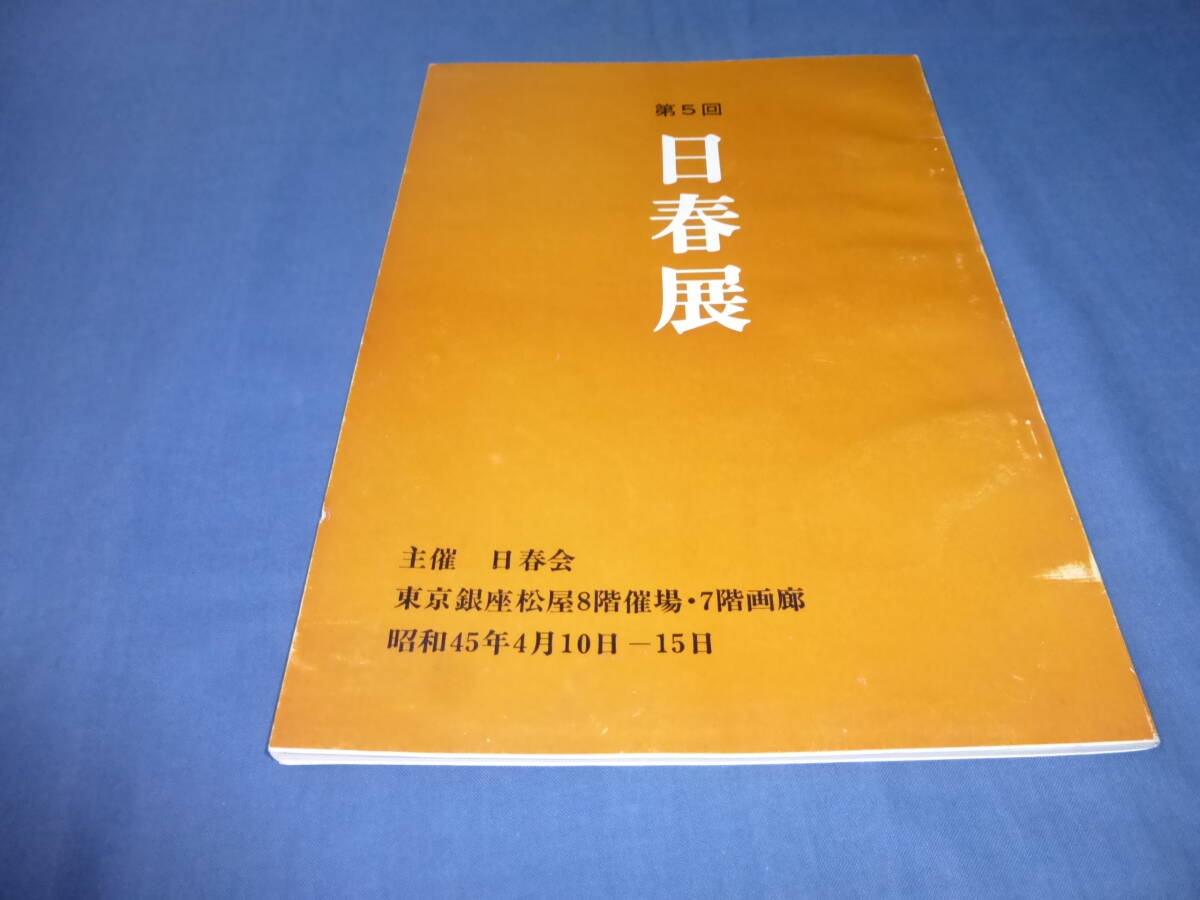 第5回
日春展
主催　日春会
東京銀座松屋8階催場・7階画廊
昭和45年4月10日－15日